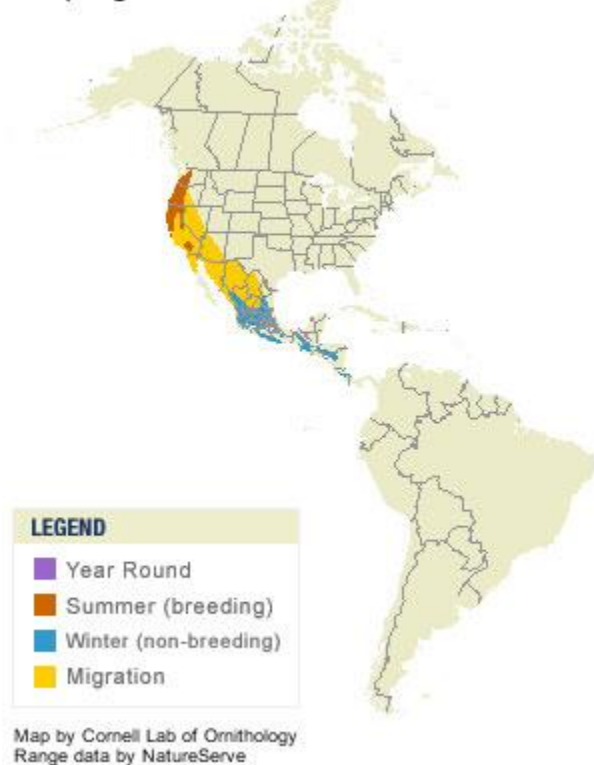 LEGEND
Year Round
Summer (breeding)
Winter (non-breeding)
Migration
Map by Cornell Lab of Ornithology
Range data by NatureServe